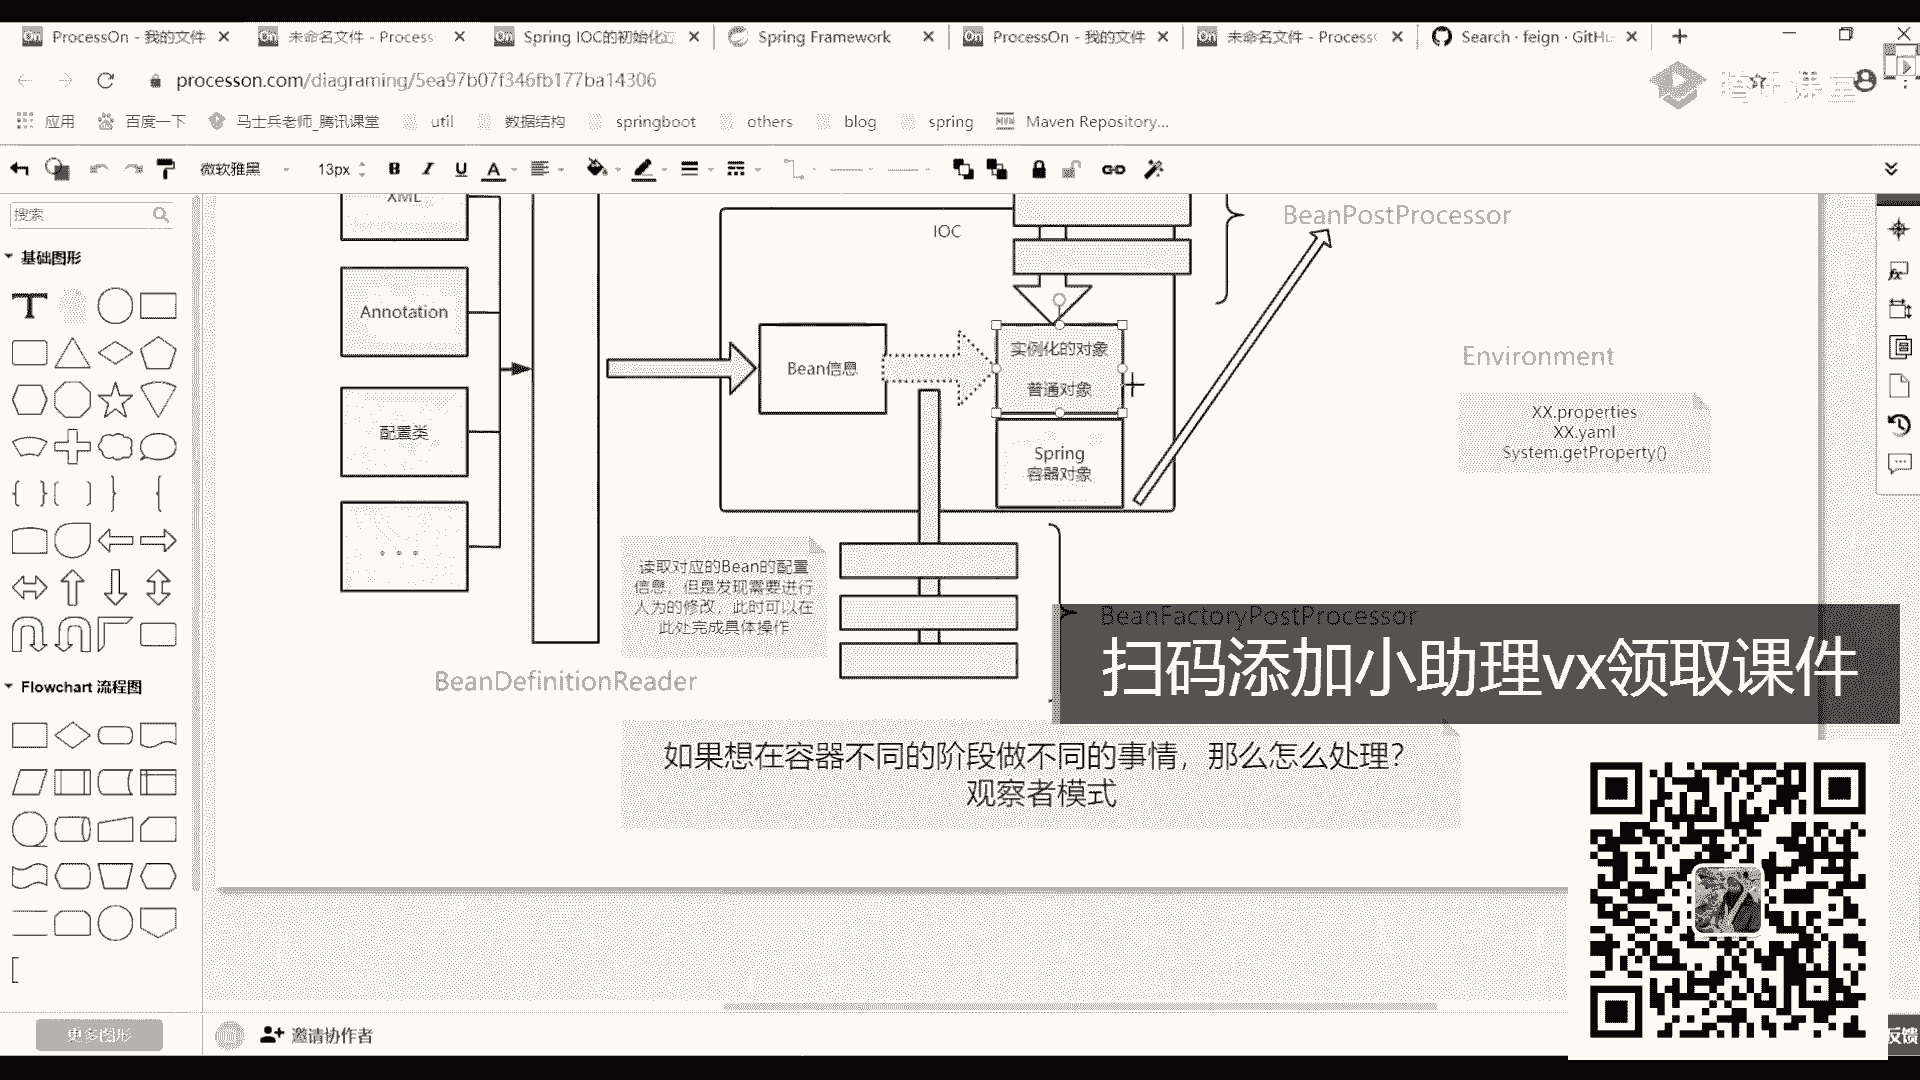 ProcessOn - 我的文件
未命名文件 - Process
Spring IOC的初始化过
Spring Framework
ProcessOn - 我的文件
未命名文件 - Process
Search · feign · GitH
processon.com/diagraming/5ea97b07f346fb177ba14306
应用
百度一下
马士兵老师_腾讯课堂
util
数据结构
springboot
others
blog
spring
Maven Repository...
微软雅黑
13px
搜索
基础图形
Flowchart 流程图
更多图形
邀请协作者
XML
Annotation
配置类
IOC
Bean信息
实例化的对象
普通对象
Spring
容器对象
BeanPostProcessor
Environment
XX.properties
XX.yaml
System.getProperty()
读取对应的Bean的配置
信息，但是发现需要进行
人为的修改，此时可以在
此处完成具体操作
BeanDefinitionReader
BeanFactoryPostProcessor
扫码添加小助理vx领取课件
如果想在容器不同的阶段做不同的事情，那么怎么处理？
观察者模式
反馈